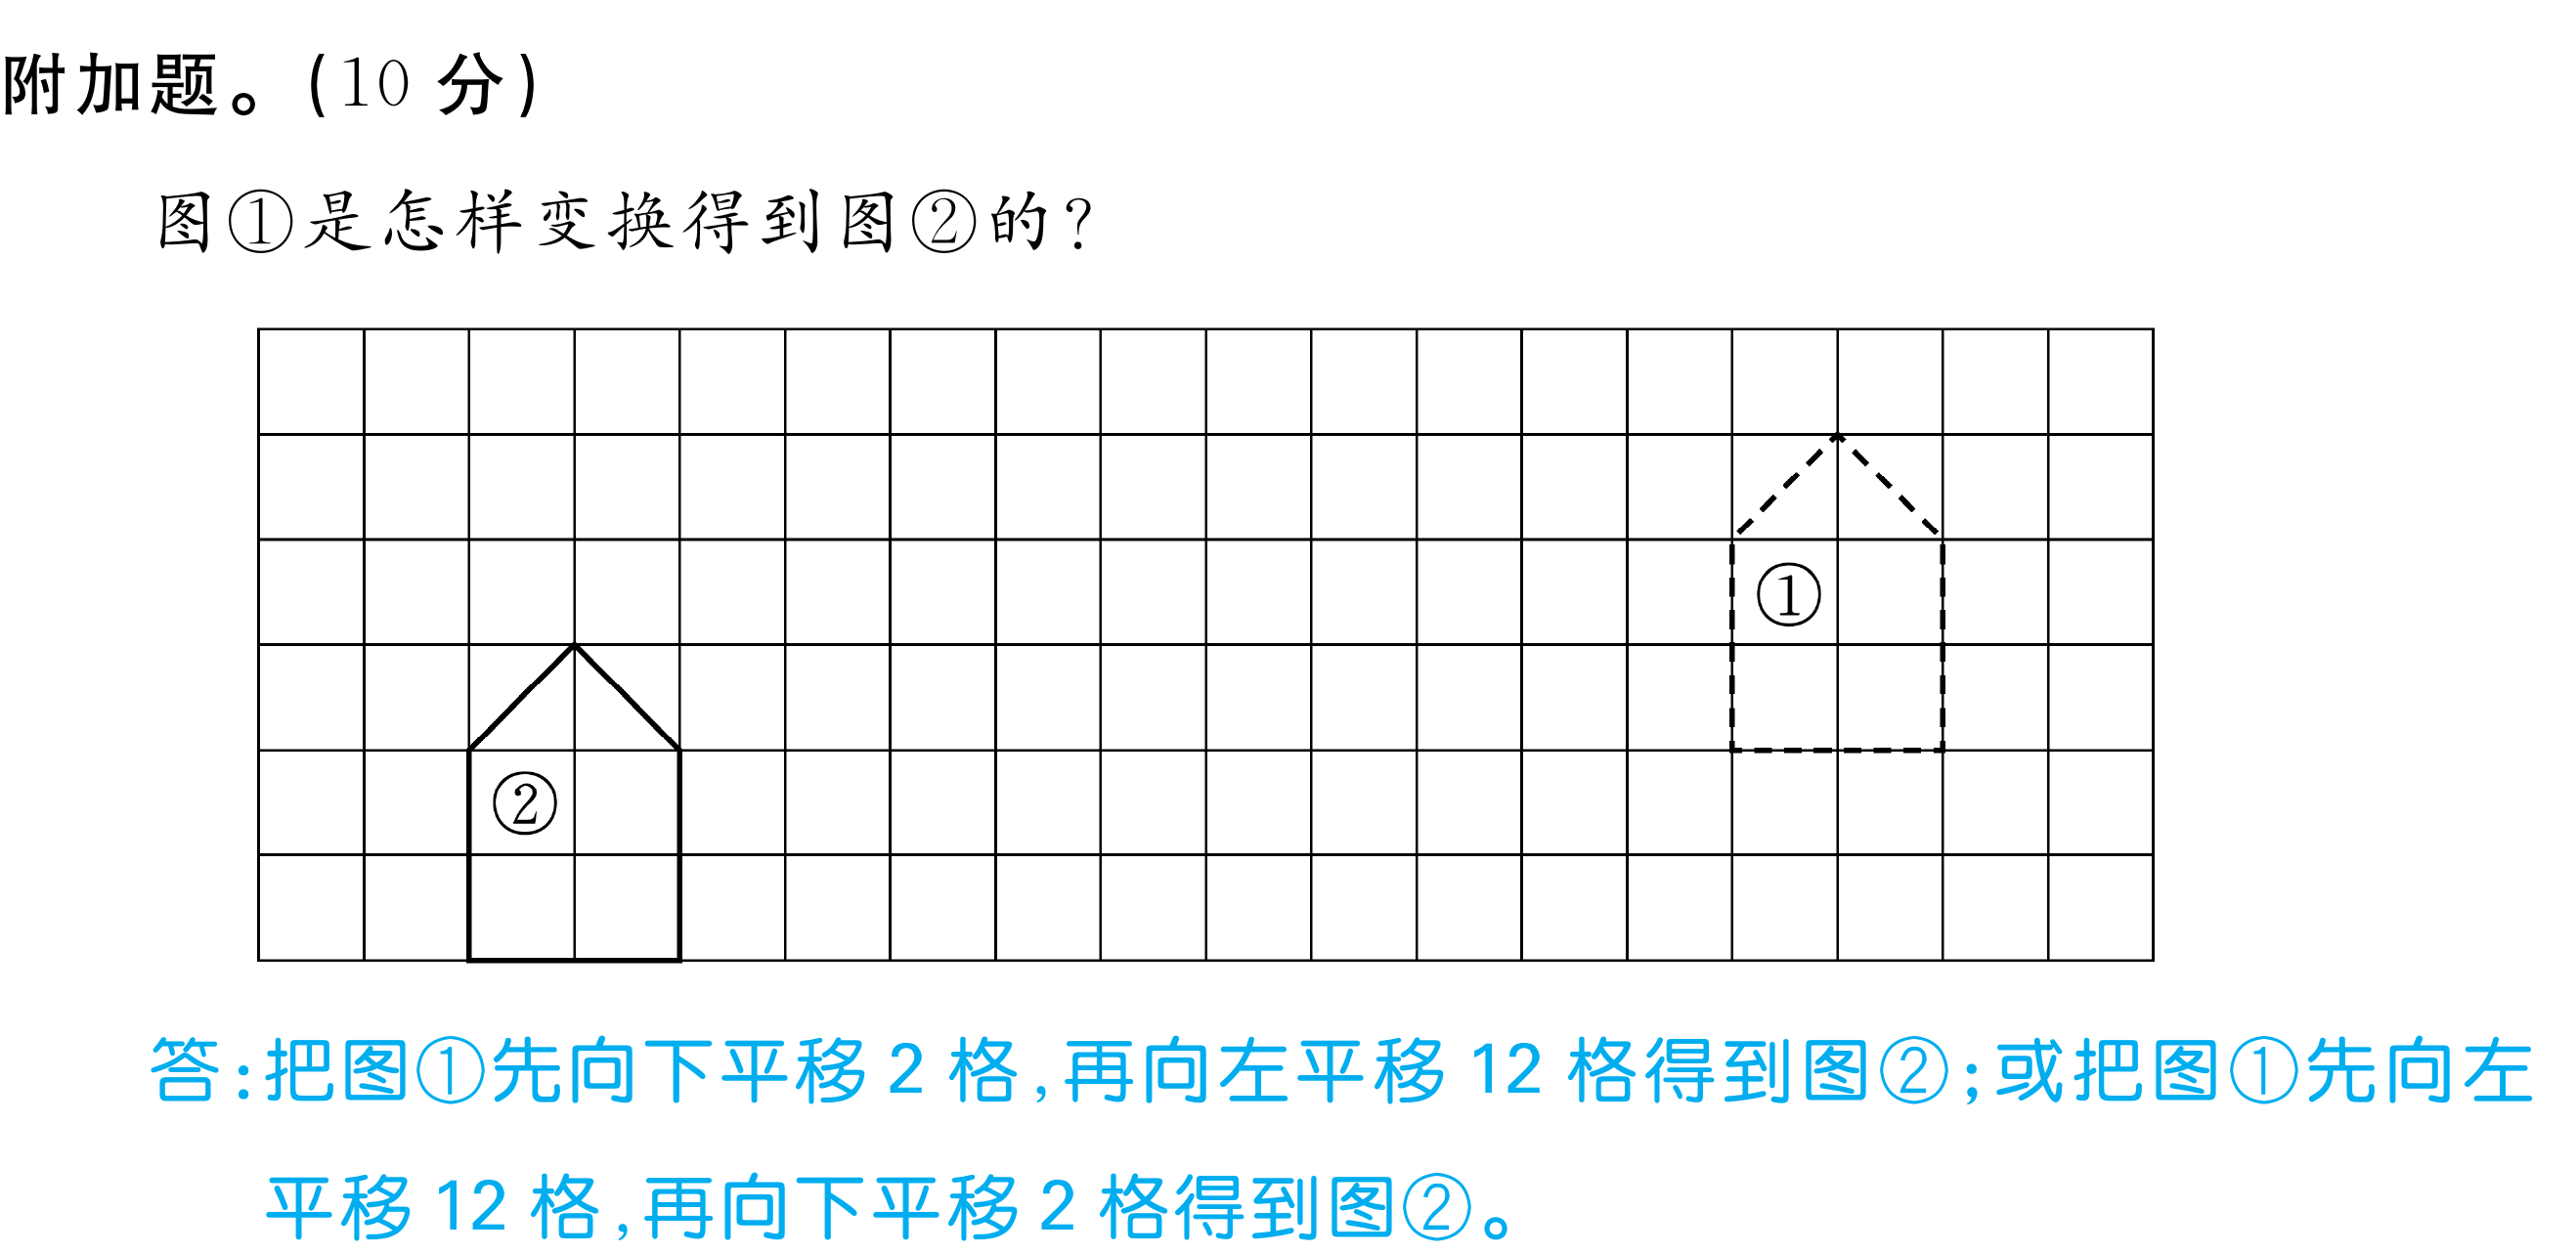 附加题。(10 分)
图①是怎样变换得到图②的?
①
②
答:把图①先向下平移 2 格,再向左平移 12 格得到图②;或把图①先向左
平移 12 格,再向下平移 2 格得到图②。